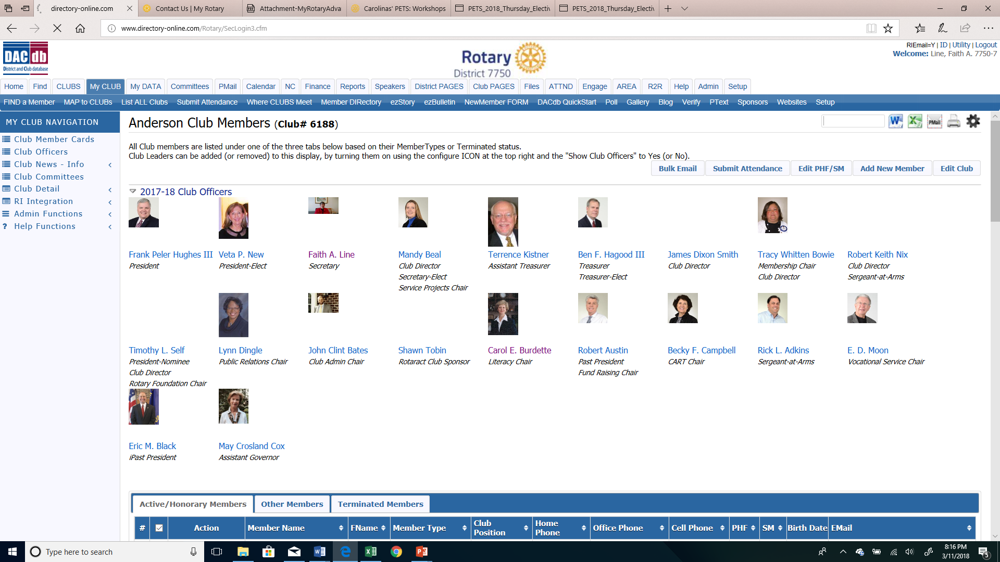 directory-online.com
Contact Us | My Rotary
Attachment-MyRotaryAdva
Carolinas' PETS: Workshops
PETS_2018_Thursday_Electiv
PETS_2018_Thursday_Electiv
www.directory-online.com/Rotary/SecLogin3.cfm
DAC db
District and Club database
Rotary
District 7750
RIEmail=Y | ID | Utility | Logout
Welcome: Line, Faith A. 7750-7
Home Find CLUBS My CLUB My DATA Committees PMail Calendar NC Finance Reports Speakers District PAGES Club PAGES Files ATTND Engage AREA R2R Help Admin Setup
FIND a Member MAP to CLUBs List ALL Clubs Submit Attendance Where CLUBS Meet Member DIRectory ezStory ezBulletin NewMember FORM DACdb QuickStart Poll Gallery Blog Verify PText Sponsors Websites Setup
MY CLUB NAVIGATION
Club Member Cards
Club Officers
Club News - Info
Club Committees
Club Detail
RI Integration
Admin Functions
? Help Functions
Anderson Club Members (Club# 6188)
PMail
All Club members are listed under one of the three tabs below based on their MemberTypes or Terminated status.
Club Leaders can be added (or removed) to this display, by turning them on using the configure ICON at the top right and the "Show Club Officers" to Yes (or No).
Bulk Email Submit Attendance Edit PHF/SM Add New Member Edit Club
2017-18 Club Officers
Frank Peler Hughes III
President
Veta P. New
President-Elect
Faith A. Line
Secretary
Mandy Beal
Club Director
Secretary-Elect
Service Projects Chair
Terrence Kistner
Assistant Treasurer
Ben F. Hagood III
Treasurer
Treasurer-Elect
James Dixon Smith
Club Director
Tracy Whitten Bowie
Membership Chair
Club Director
Robert Keith Nix
Club Director
Sergeant-at-Arms
Timothy L. Self
President-Nominee
Club Director
Rotary Foundation Chair
Lynn Dingle
Public Relations Chair
John Clint Bates
Club Admin Chair
Shawn Tobin
Rotaract Club Sponsor
Carol E. Burdette
Literacy Chair
Robert Austin
Past President
Fund Raising Chair
Becky F. Campbell
CART Chair
Rick L. Adkins
Sergeant-at-Arms
E. D. Moon
Vocational Service Chair
Eric M. Black
iPast President
May Crosland Cox
Assistant Governor
Active/Honorary Members Other Members Terminated Members
# Action Member Name FName Member Type Club Position Home Phone Office Phone Cell Phone PHF SM Birth Date EMail
Type here to search
8:16 PM
3/11/2018
5